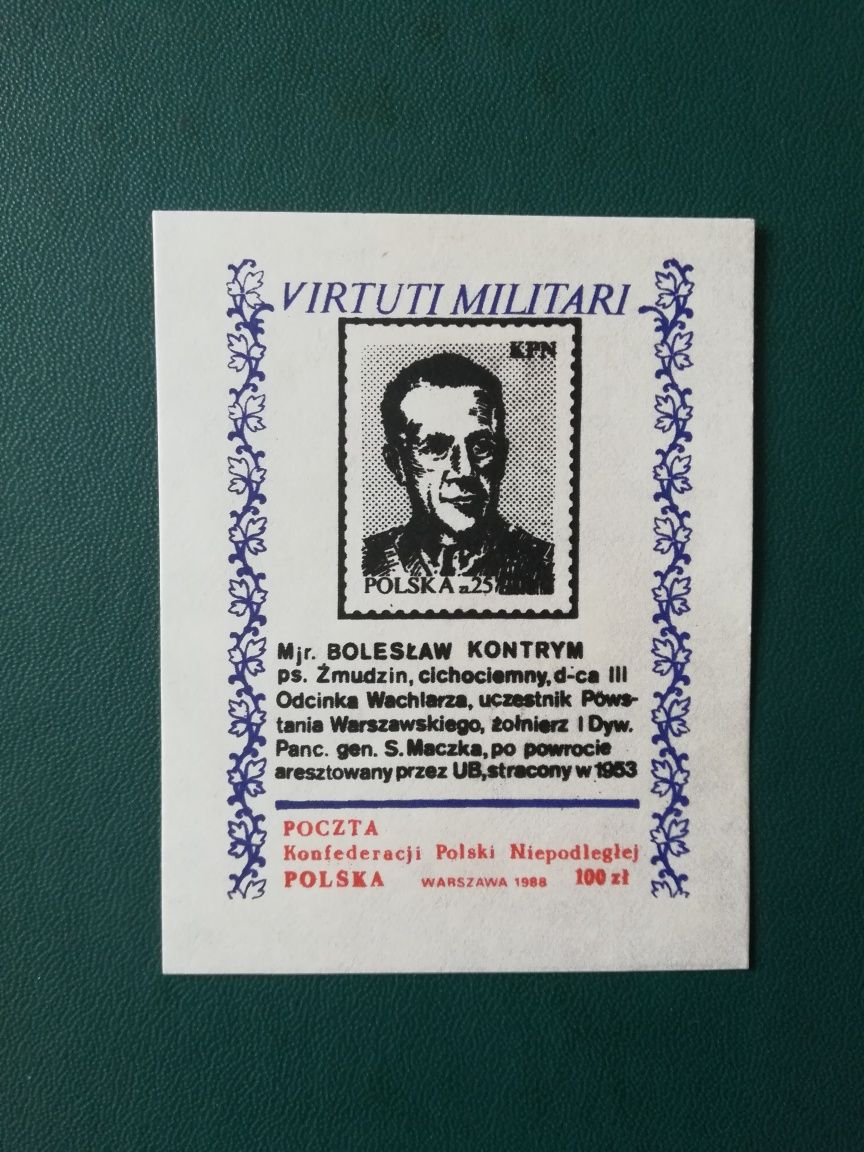 VIRTUTI MILITARI
KPN
POLSKA zł 25
Mjr. BOLESŁAW KONTRYM
ps. Żmudzin, cichociemny, d-ca III
Odcinka Wachlarza, uczestnik Pows-
tania Warszawskiego, żołnierz I Dyw.
Panc. gen. S. Maczka, po powrocie
aresztowany przez UB, stracony w 1953
POCZTA
Konfederacji Polski Niepodległej
POLSKA WARSZAWA 1988 100 zł